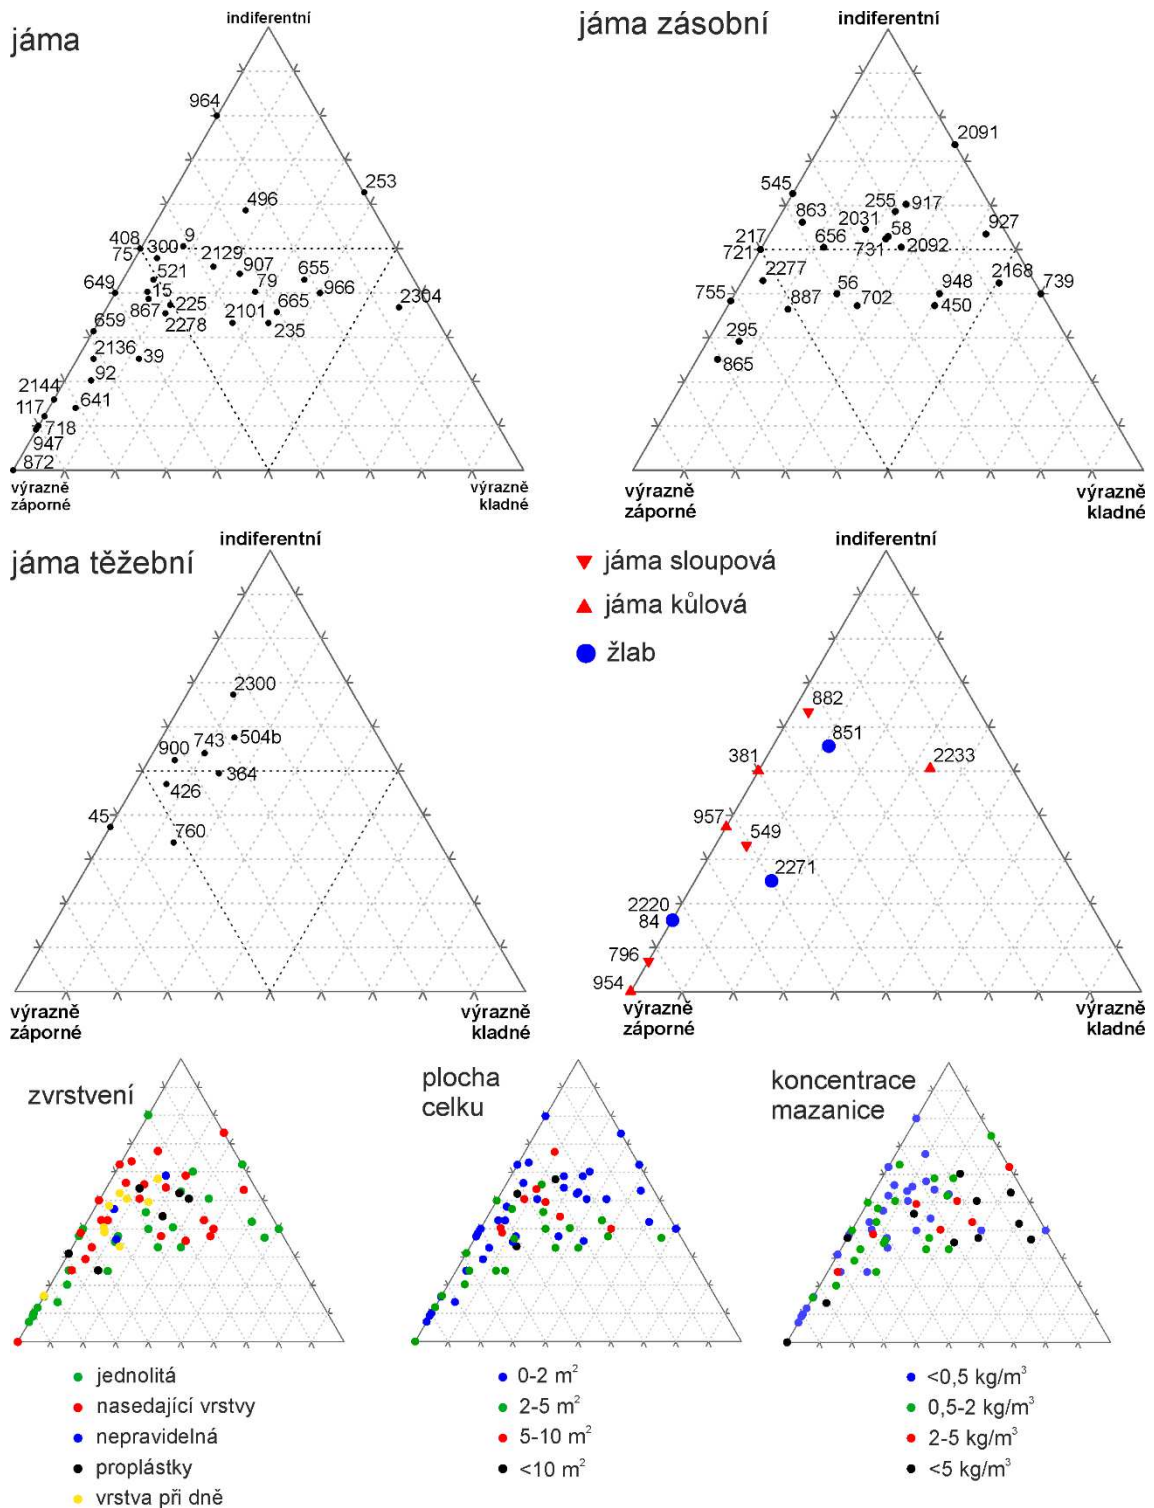 jáma
indiferentní
964
253
496
408
9
75
300
2129
521
907
655
649
15
79
966
867
225
665
2304
2278
2101
235
659
2136
39
92
2144
641
117
718
947
872
výrazně
záporné
výrazně
kladné
jáma zásobní
indiferentní
2091
545
255
917
863
2031
927
217
656
58
721
731
2092
2277
2168
755
56
948
739
887
702
450
295
865
výrazně
záporné
výrazně
kladné
jáma těžební
indiferentní
2300
743
504b
900
364
426
45
760
výrazně
záporné
výrazně
kladné
indiferentní
jáma sloupová
jáma kůlová
žlab
882
851
381
2233
957
549
2271
2220
84
796
954
výrazně
záporné
výrazně
kladné
zvrstvení
jednolitá
nasedající vrstvy
nepravidelná
proplástky
vrstva při dně
plocha
celku
0-2 m²
2-5 m²
5-10 m²
<10 m²
koncentrace
mazanice
<0,5 kg/m³
0,5-2 kg/m³
2-5 kg/m³
<5 kg/m³